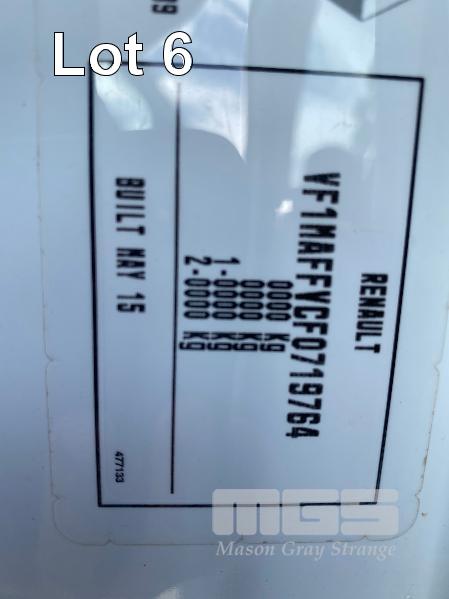 Lot 6
RENAULT
VF1MAFFVCF0719764
0000 Kg
0000 Kg
1-0000 Kg
2-0000 Kg
BUILT MAY 15
477133
MGS
Mason Gray Strange